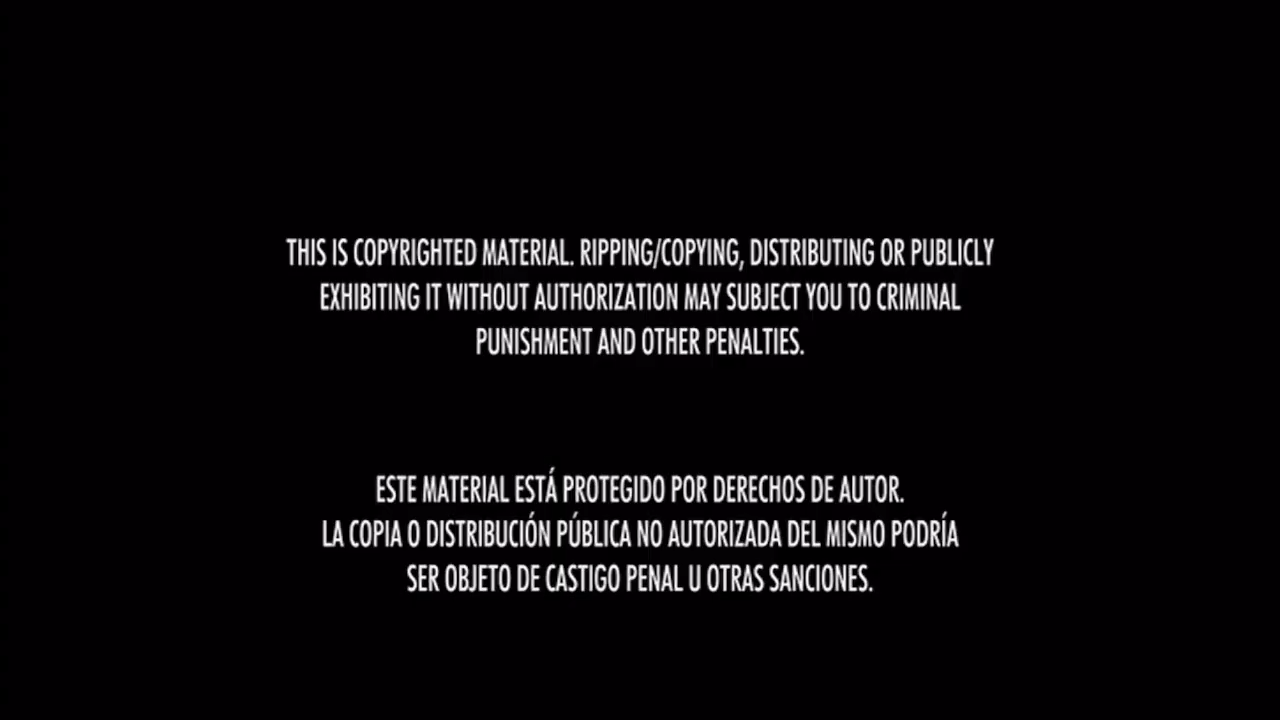 THIS IS COPYRIGHTED MATERIAL. RIPPING/COPYING, DISTRIBUTING OR PUBLICLY
EXHIBITING IT WITHOUT AUTHORIZATION MAY SUBJECT YOU TO CRIMINAL
PUNISHMENT AND OTHER PENALTIES.
ESTE MATERIAL ESTÁ PROTEGIDO POR DERECHOS DE AUTOR.
LA COPIA O DISTRIBUCIÓN PÚBLICA NO AUTORIZADA DEL MISMO PODRÍA
SER OBJETO DE CASTIGO PENAL U OTRAS SANCIONES.